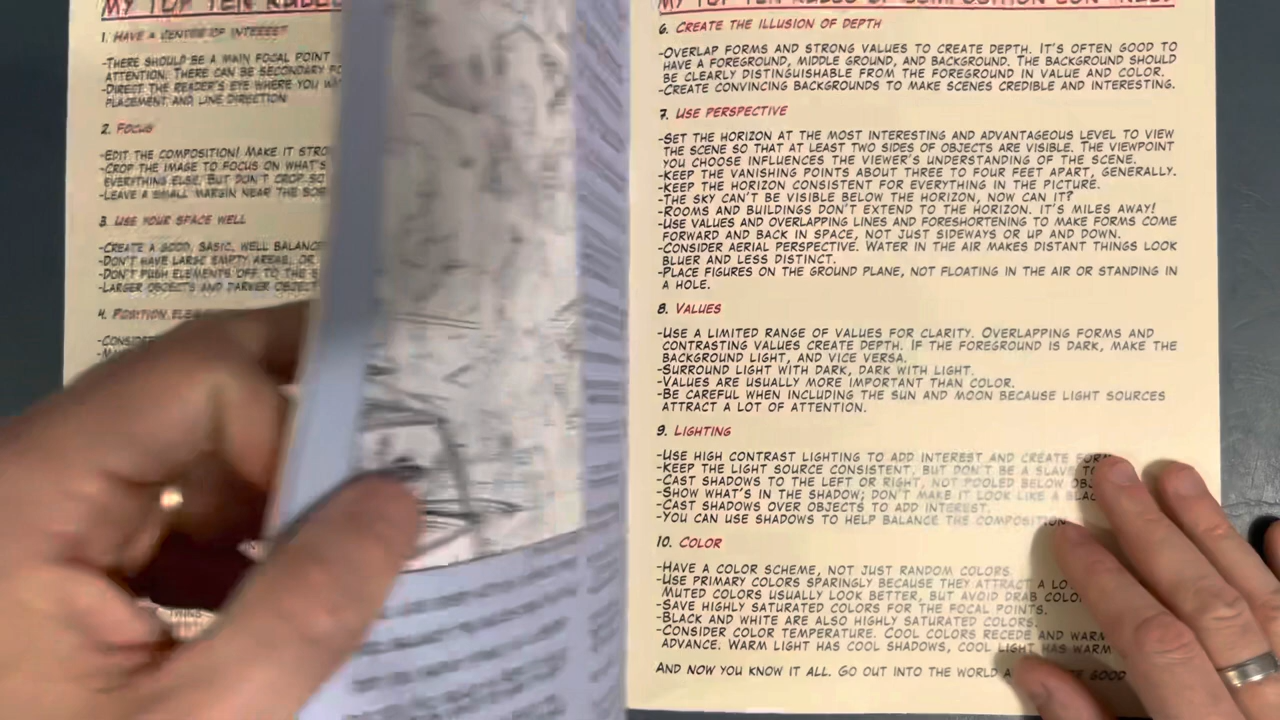 MY TOP TEN RULES
1. HAVE A CENTER OF INTEREST
-THERE SHOULD BE A MAIN FOCAL POINT
ATTENTION. THERE CAN BE SECONDARY
-DIRECT THE READER'S EYE WHERE YOU
PLACEMENT AND LINE DIRECTION
2. FOCUS
-EDIT THE COMPOSITION! MAKE IT
-CROP THE IMAGE TO FOCUS ON WHAT'S
EVERYTHING ELSE, BUT DON'T CROP SO
-LEAVE A SMALL MARGIN NEAR THE
3. USE YOUR SPACE WELL
-CREATE A GOOD, BASIC, WELL
-DON'T HAVE LARGE EMPTY AREAS, OR
-DON'T PUSH ELEMENTS OFF TO THE
-LARGER OBJECTS AND DARKER
4. POSITION
MY TOP TEN RULES OF COMPOSITION
6. CREATE THE ILLUSION OF DEPTH
-OVERLAP FORMS AND STRONG VALUES TO CREATE DEPTH. IT'S OFTEN GOOD TO
HAVE A FOREGROUND, MIDDLE GROUND, AND BACKGROUND. THE BACKGROUND SHOULD
BE CLEARLY DISTINGUISHABLE FROM THE FOREGROUND IN VALUE AND COLOR.
-CREATE CONVINCING BACKGROUNDS TO MAKE SCENES CREDIBLE AND INTERESTING.
7. USE PERSPECTIVE
-SET THE HORIZON AT THE MOST INTERESTING AND ADVANTAGEOUS LEVEL TO VIEW
THE SCENE SO THAT AT LEAST TWO SIDES OF OBJECTS ARE VISIBLE. THE VIEWPOINT
YOU CHOOSE INFLUENCES THE VIEWER'S UNDERSTANDING OF THE SCENE.
-KEEP THE VANISHING POINTS ABOUT THREE TO FOUR FEET APART, GENERALLY.
-KEEP THE HORIZON CONSISTENT FOR EVERYTHING IN THE PICTURE.
-THE SKY CAN'T BE VISIBLE BELOW THE HORIZON, NOW CAN IT?
-ROOMS AND BUILDINGS DON'T EXTEND TO THE HORIZON. IT'S MILES AWAY!
-USE VALUES AND OVERLAPPING LINES AND FORESHORTENING TO MAKE FORMS COME
FORWARD AND BACK IN SPACE, NOT JUST SIDEWAYS OR UP AND DOWN.
-CONSIDER AERIAL PERSPECTIVE. WATER IN THE AIR MAKES DISTANT THINGS LOOK
BLUER AND LESS DISTINCT.
-PLACE FIGURES ON THE GROUND PLANE, NOT FLOATING IN THE AIR OR STANDING IN
A HOLE.
8. VALUES
-USE A LIMITED RANGE OF VALUES FOR CLARITY. OVERLAPPING FORMS AND
CONTRASTING VALUES CREATE DEPTH. IF THE FOREGROUND IS DARK, MAKE THE
BACKGROUND LIGHT, AND VICE VERSA.
-SURROUND LIGHT WITH DARK, DARK WITH LIGHT.
-VALUES ARE USUALLY MORE IMPORTANT THAN COLOR.
-BE CAREFUL WHEN INCLUDING THE SUN AND MOON BECAUSE LIGHT SOURCES
ATTRACT A LOT OF ATTENTION.
9. LIGHTING
-USE HIGH CONTRAST LIGHTING TO ADD INTEREST AND CREATE
-KEEP THE LIGHT SOURCE CONSISTENT, BUT DON'T BE A SLAVE TO
-CAST SHADOWS TO THE LEFT OR RIGHT, NOT POOLED BELOW
-SHOW WHAT'S IN THE SHADOW; DON'T MAKE IT LOOK LIKE A
-CAST SHADOWS OVER OBJECTS TO ADD INTEREST.
-YOU CAN USE SHADOWS TO HELP BALANCE THE COMPOSITION
10. COLOR
-HAVE A COLOR SCHEME, NOT JUST RANDOM COLORS.
-USE PRIMARY COLORS SPARINGLY BECAUSE THEY ATTRACT A
MUTED COLORS USUALLY LOOK BETTER, BUT AVOID DRAB
-SAVE HIGHLY SATURATED COLORS FOR THE FOCAL POINTS.
-BLACK AND WHITE ARE ALSO HIGHLY SATURATED COLORS.
-CONSIDER COLOR TEMPERATURE. COOL COLORS RECEDE AND WARM
ADVANCE. WARM LIGHT HAS COOL SHADOWS, COOL LIGHT HAS WARM
AND NOW YOU KNOW IT ALL. GO OUT INTO THE WORLD GOOD